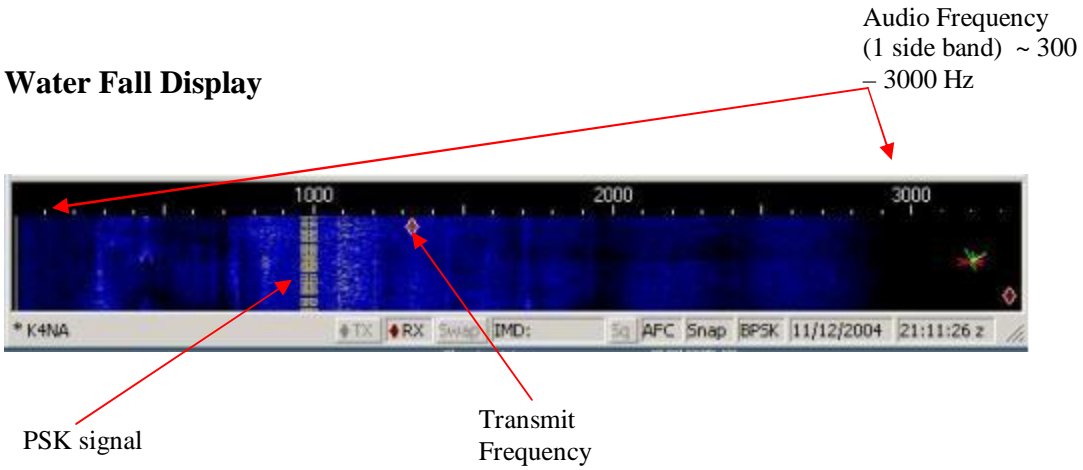 Audio Frequency
(1 side band) ~ 300
– 3000 Hz
Water Fall Display
1000 2000 3000
* K4NA TX RX Swap IMD: Sq AFC Snap BPSK 11/12/2004 21:11:26 z
PSK signal
Transmit
Frequency